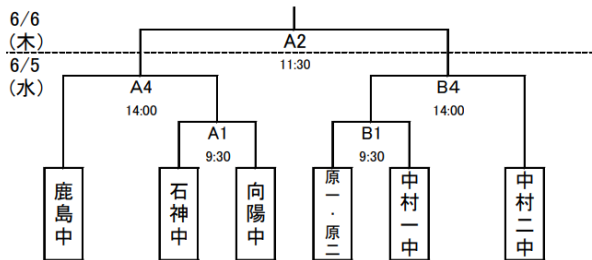 6/6
(木)
A2
6/5
(水)
11:30
A4
B4
14:00
14:00
A1
B1
9:30
9:30
鹿島中
石神中
向陽中
原一・原二
中村一中
中村二中